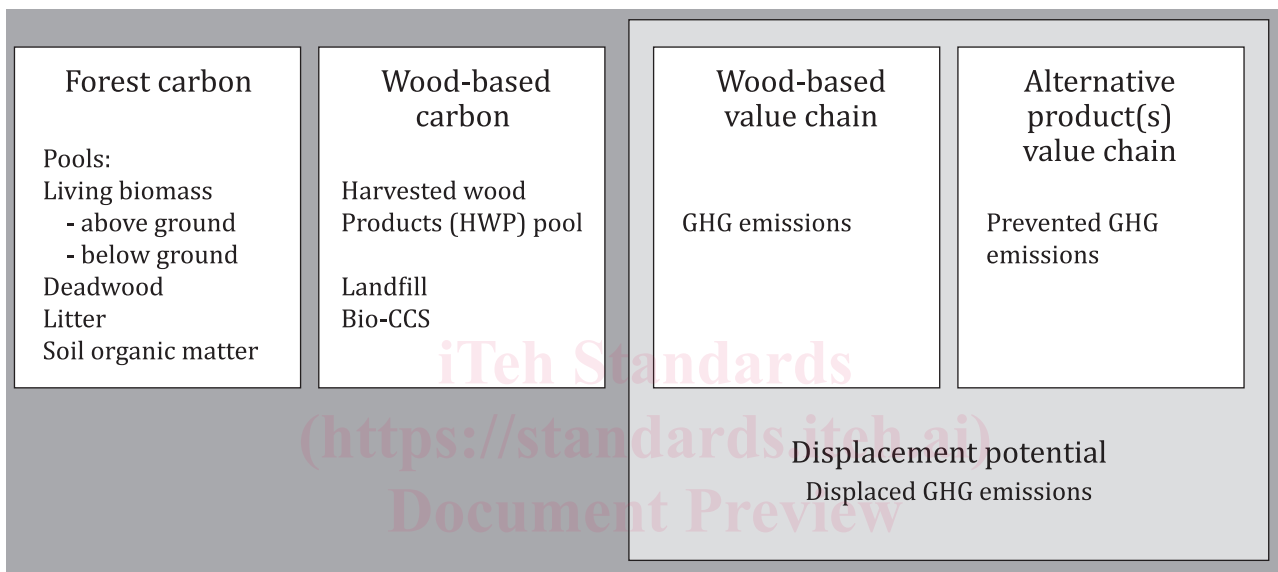 Forest carbon
Pools:
Living biomass
- above ground
- below ground
Deadwood
Litter
Soil organic matter
Wood-based
carbon
Harvested wood
Products (HWP) pool
Landfill
Bio-CCS
Wood-based
value chain
GHG emissions
Alternative
product(s)
value chain
Prevented GHG
emissions
Displacement potential
Displaced GHG emissions
iTeh Standards
(https://standards.iteh.ai)
Document Preview